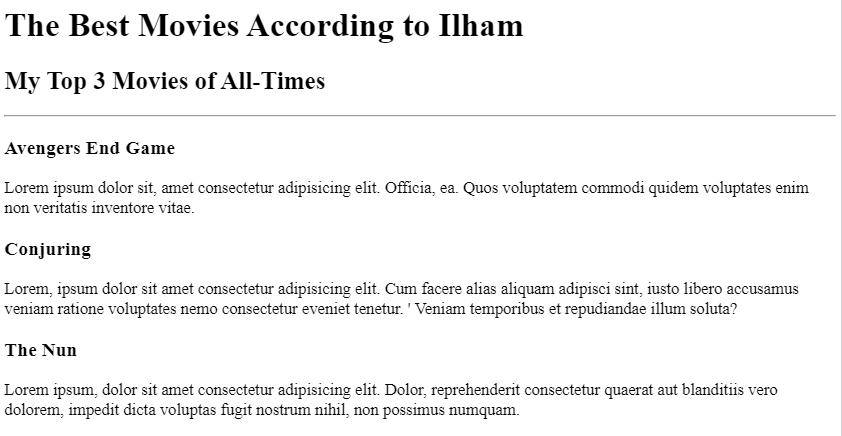 The Best Movies According to Ilham
My Top 3 Movies of All-Times
Avengers End Game
Lorem ipsum dolor sit, amet consectetur adipisicing elit. Officia, ea. Quos voluptatem commodi quidem voluptates enim
non veritatis inventore vitae.
Conjuring
Lorem, ipsum dolor sit amet consectetur adipisicing elit. Cum facere alias aliquam adipisci sint, iusto libero accusamus
veniam ratione voluptates nemo consectetur eveniet tenetur. ' Veniam temporibus et repudiandae illum soluta?
The Nun
Lorem ipsum, dolor sit amet consectetur adipisicing elit. Dolor, reprehenderit consectetur quaerat aut blanditiis vero
dolorem, impedit dicta voluptas fugit nostrum nihil, non possimus numquam.